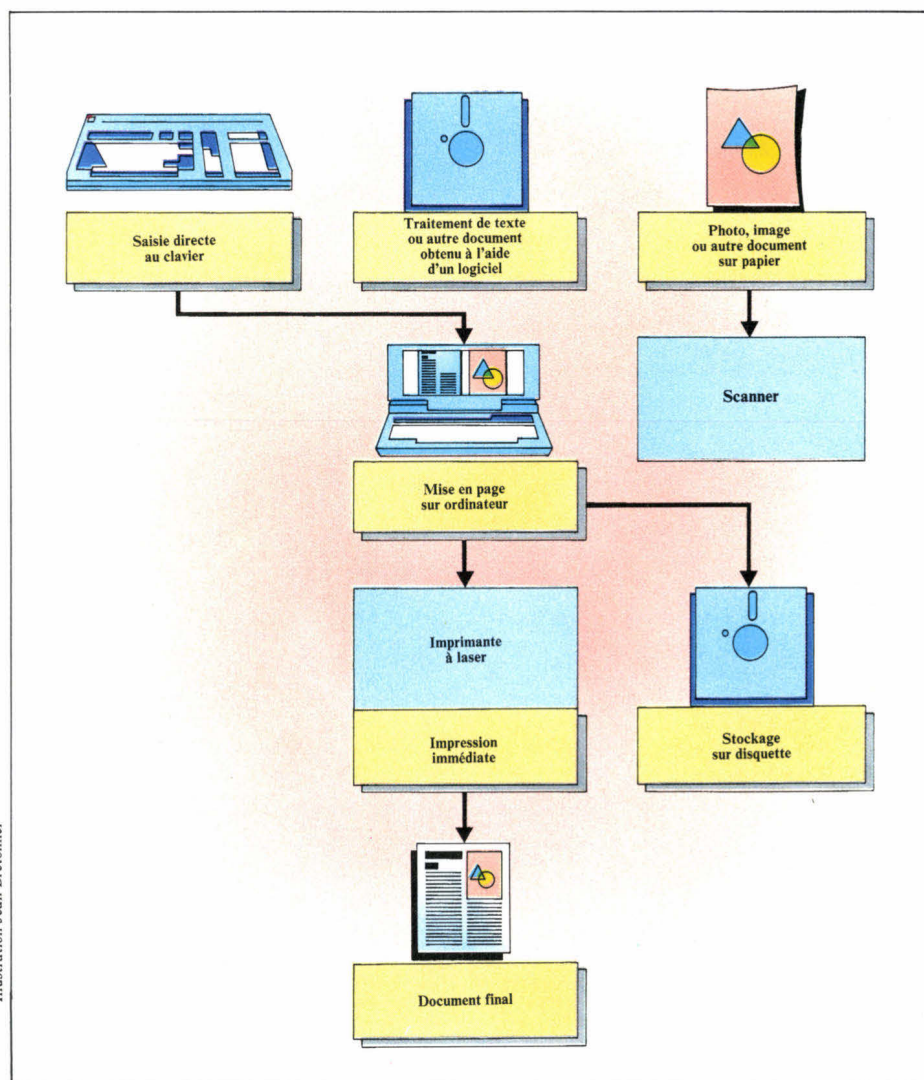 Saisie directe
au clavier
Traitement de texte
ou autre document
obtenu à l'aide
d'un logiciel
Photo, image
ou autre document
sur papier
Scanner
Mise en page
sur ordinateur
Imprimante
à laser
Impression
immédiate
Stockage
sur disquette
Document final